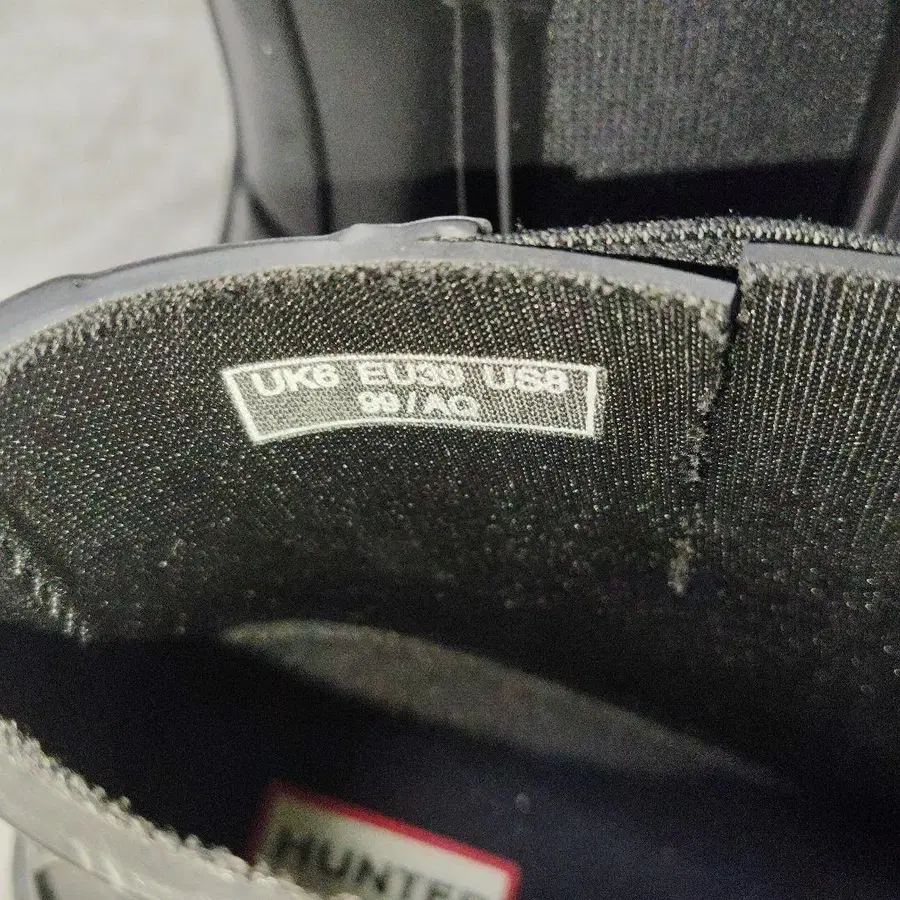 UK6 EU39 US8
99/AQ
HUNTER